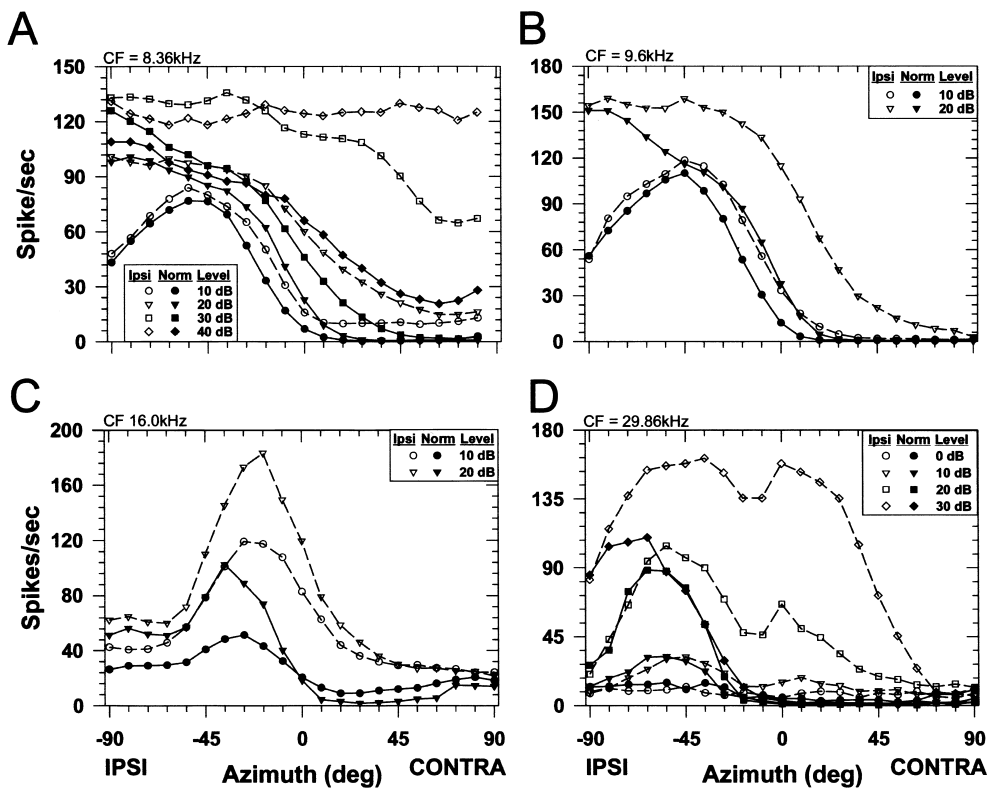 A
CF = 8.36kHz
150
120
90
60
30
0
Spike/sec
Ipsi Norm Level
10 dB
20 dB
30 dB
40 dB
B
CF = 9.6kHz
180
150
120
90
60
30
0
Ipsi Norm Level
10 dB
20 dB
C
CF 16.0kHz
200
160
120
80
40
0
Spikes/sec
Ipsi Norm Level
10 dB
20 dB
-90 -45 0 45 90
IPSI Azimuth (deg) CONTRA
D
CF = 29.86kHz
180
135
90
45
0
Ipsi Norm Level
0 dB
10 dB
20 dB
30 dB
-90 -45 0 45 90
IPSI Azimuth (deg) CONTRA